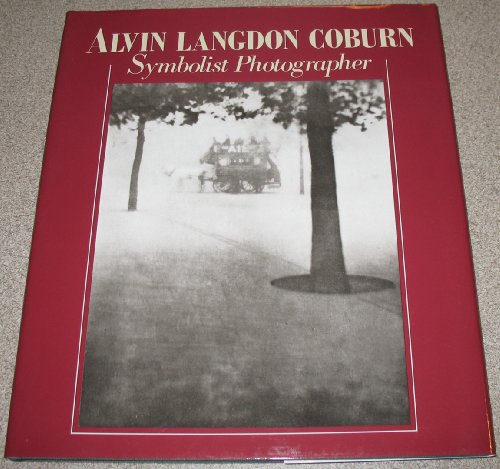 ALVIN LANGDON COBURN
Symbolist Photographer